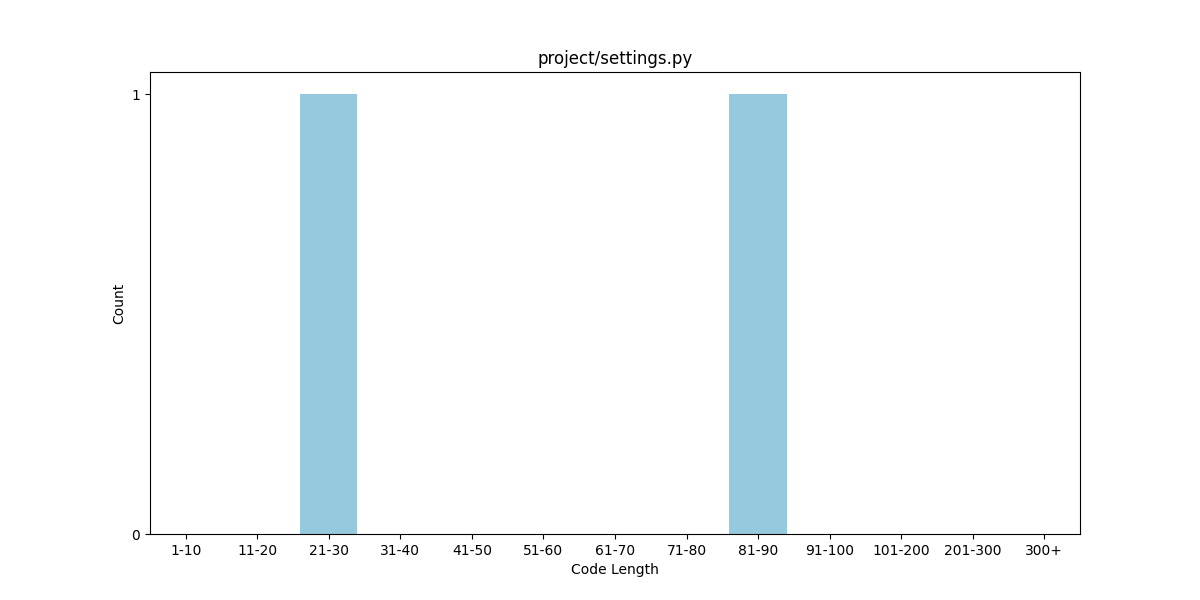 project/settings.py
Count
1
0
1-10 11-20 21-30 31-40 41-50 51-60 61-70 71-80 81-90 91-100 101-200 201-300 300+
Code Length